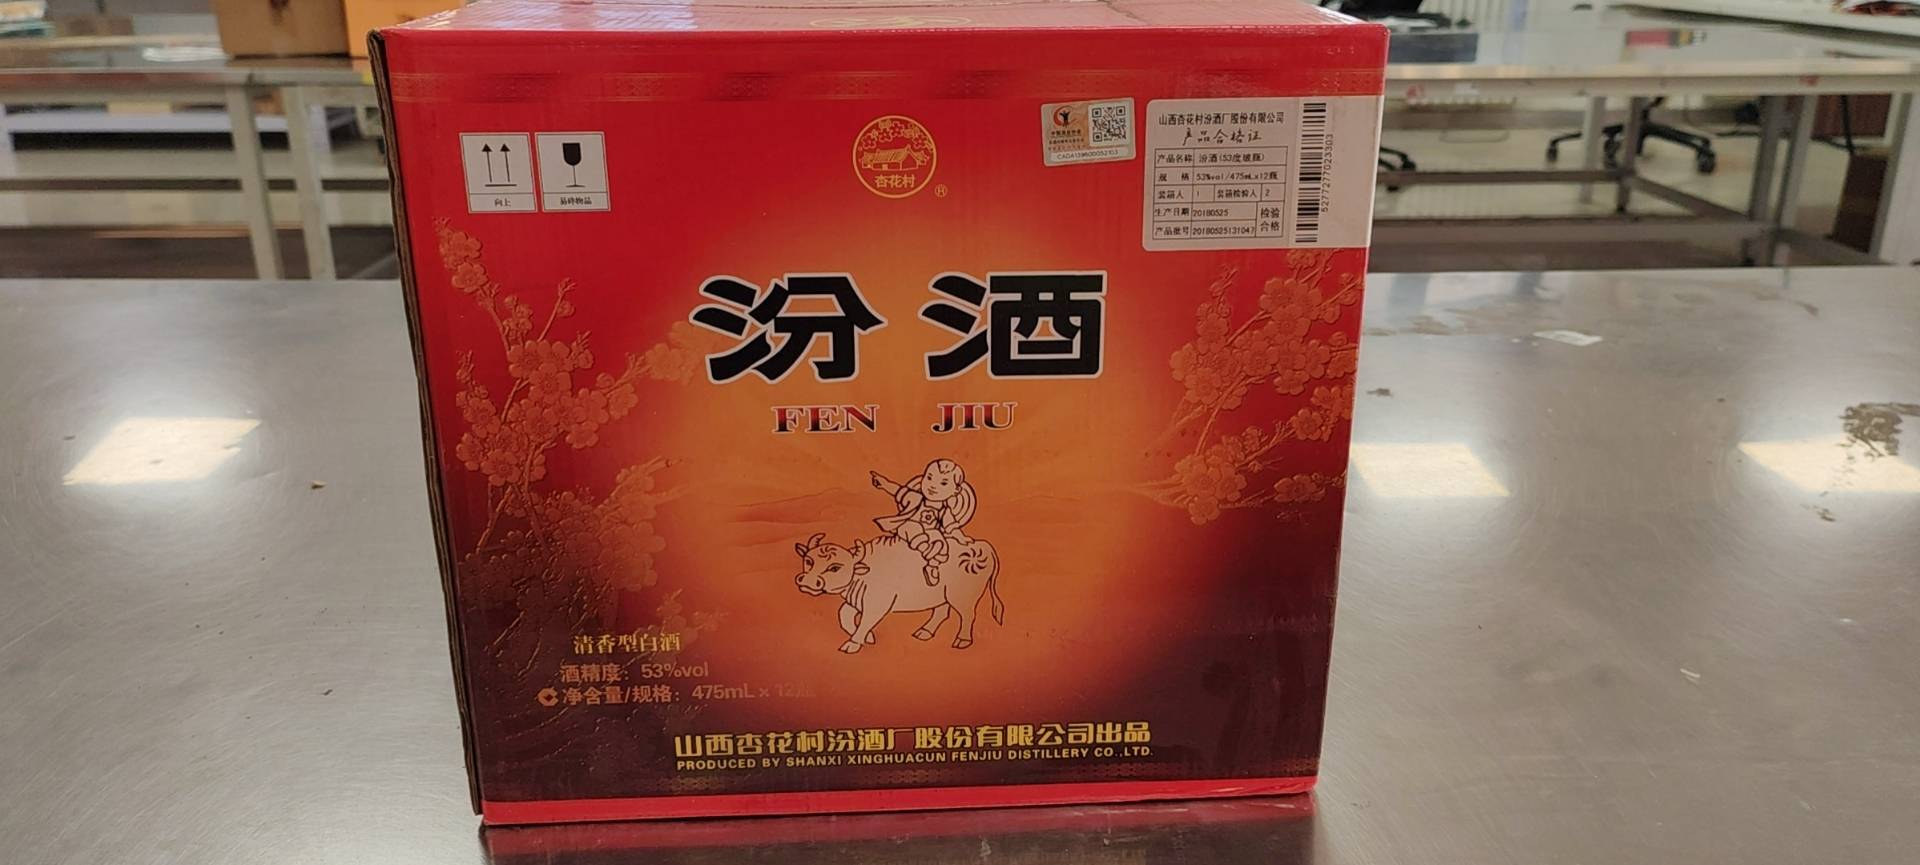 向上
易碎物品
杏花村
®
CADA139600052103
山西杏花村汾酒厂股份有限公司
产品合格证
产品名称 汾酒(53度玻瓶)
规 格 53%vol/475mL×12瓶
装箱人 1 装箱检验人 2
生产日期 20180525 检验
产品批号 20180525131047 合格
5277277023303
汾酒
FEN JIU
清香型白酒
酒精度：53%vol
净含量/规格：475mL×12瓶
山西杏花村汾酒厂股份有限公司出品
PRODUCED BY SHANXI XINGHUACUN FENJIU DISTILLERY CO.,LTD.